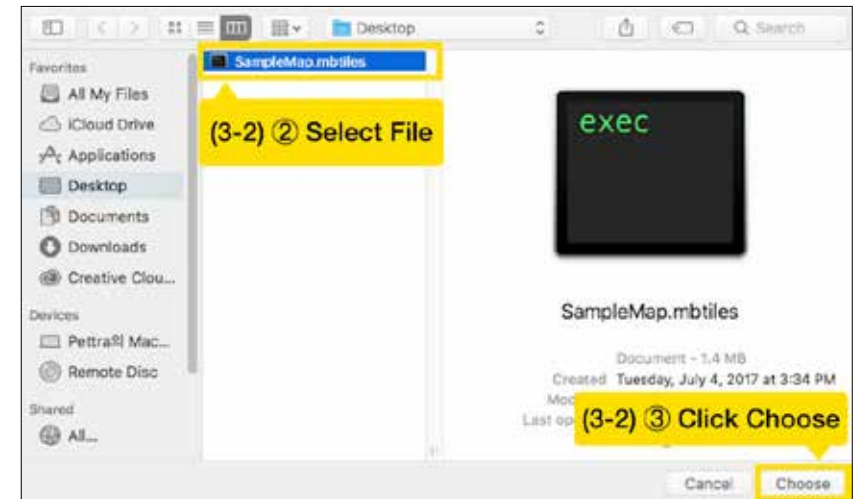 Desktop
Search
Favorites
All My Files
iCloud Drive
Applications
Desktop
Documents
Downloads
Creative Clou...
Devices
Pettra의 Mac...
Remote Disc
Shared
All...
SampleMap.mbtiles
(3-2) ② Select File
exec
SampleMap.mbtiles
Document - 1.4 MB
Created Tuesday, July 4, 2017 at 3:34 PM
(3-2) ③ Click Choose
Cancel
Choose